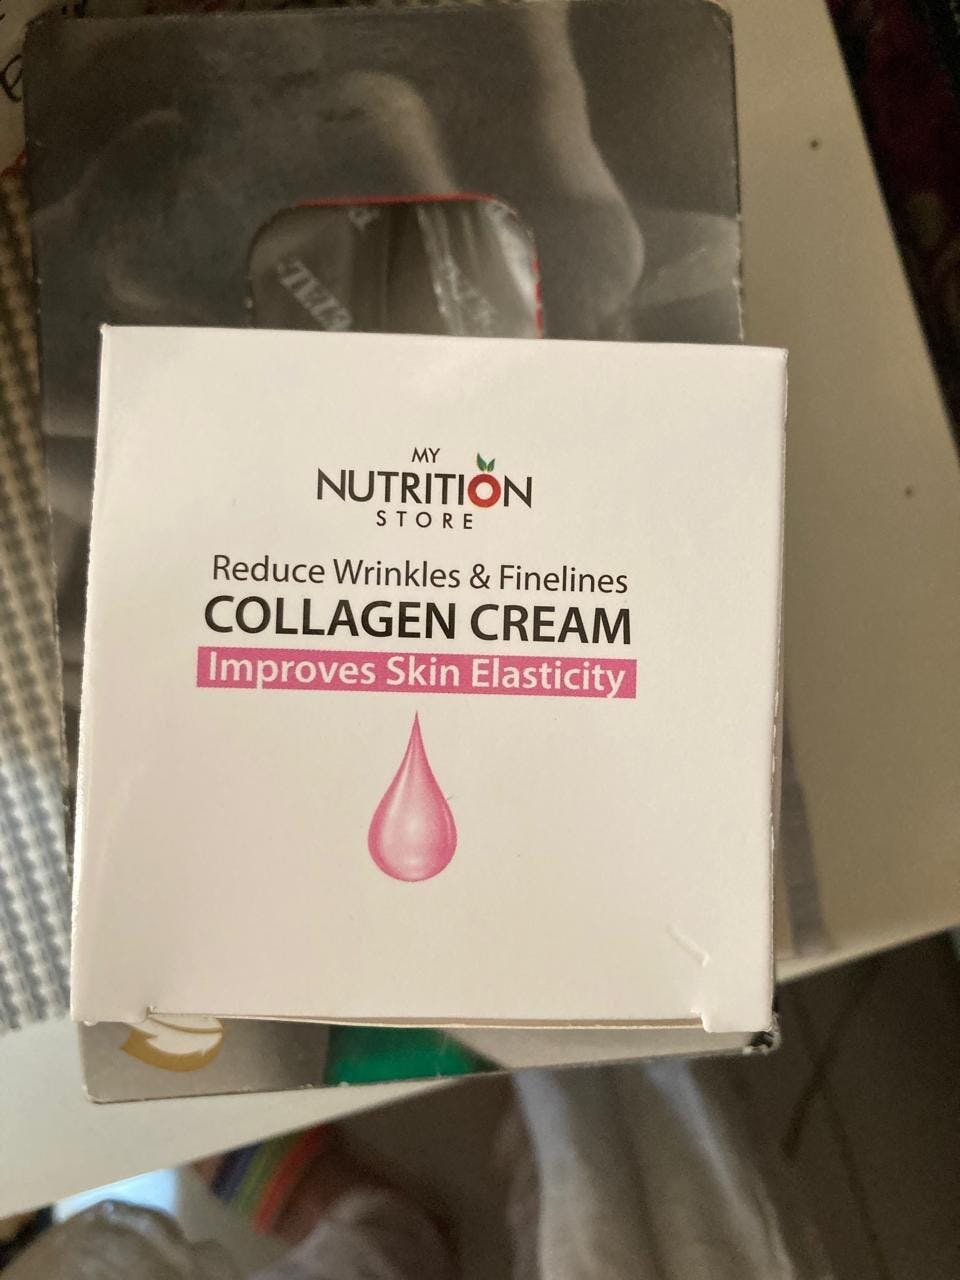 MY
NUTRITION
STORE
Reduce Wrinkles & Finelines
COLLAGEN CREAM
Improves Skin Elasticity